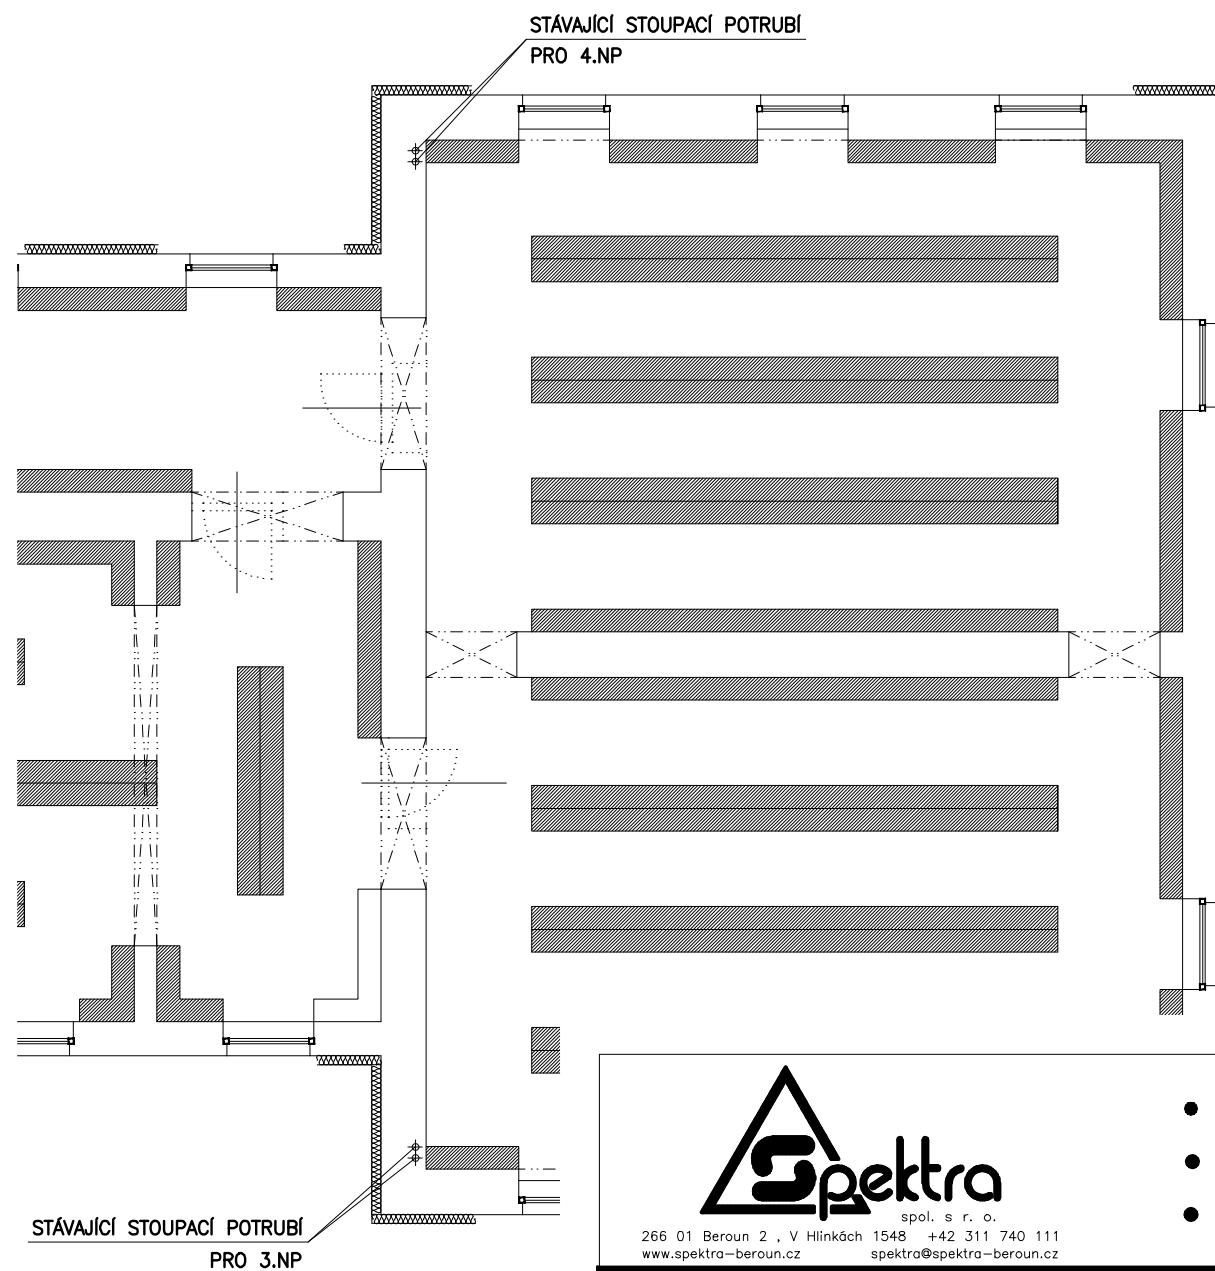 STÁVAJÍCÍ STOUPACÍ POTRUBÍ
PRO 4.NP
STÁVAJÍCÍ STOUPACÍ POTRUBÍ
PRO 3.NP
Spektra
spol. s r. o.
266 01 Beroun 2 , V Hlinkách 1548 +42 311 740 111
www.spektra-beroun.cz spektra@spektra-beroun.cz